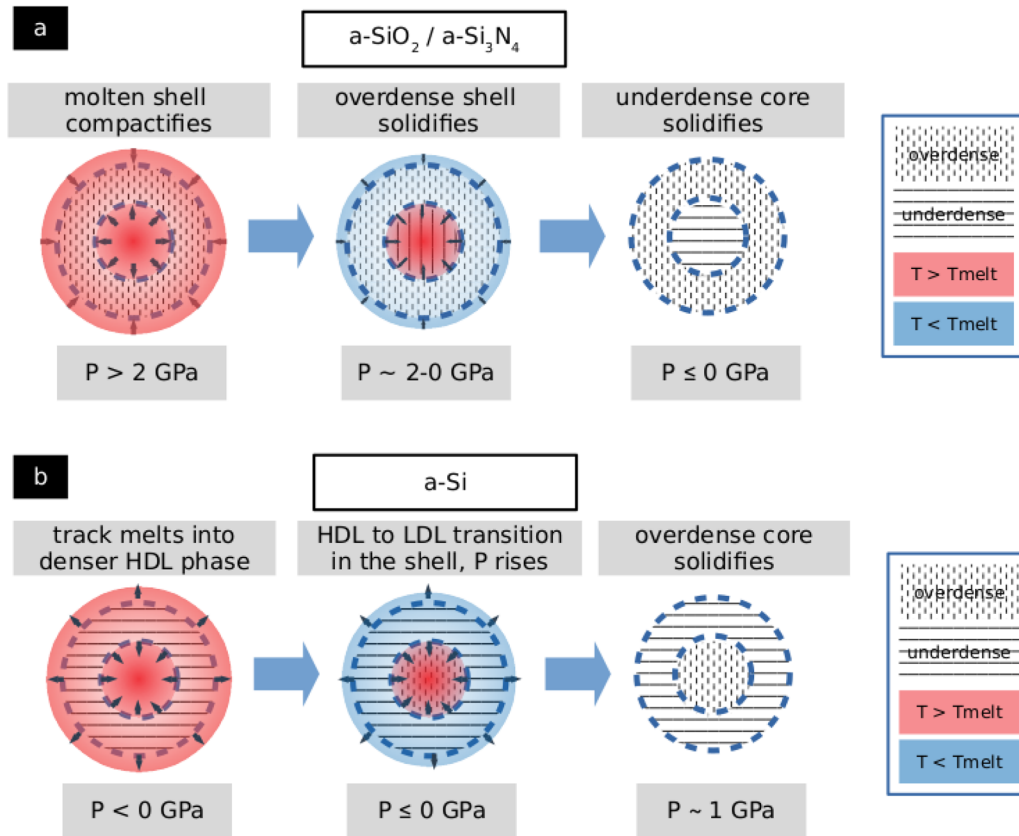 a
a-SiO₂ / a-Si₃N₄
molten shell
compactifies
overdense shell
solidifies
underdense core
solidifies
overdense
underdense
T > Tmelt
T < Tmelt
P > 2 GPa
P ~ 2-0 GPa
P ≤ 0 GPa
b
a-Si
track melts into
denser HDL phase
HDL to LDL transition
in the shell, P rises
overdense core
solidifies
overdense
underdense
T > Tmelt
T < Tmelt
P < 0 GPa
P ≤ 0 GPa
P ~ 1 GPa